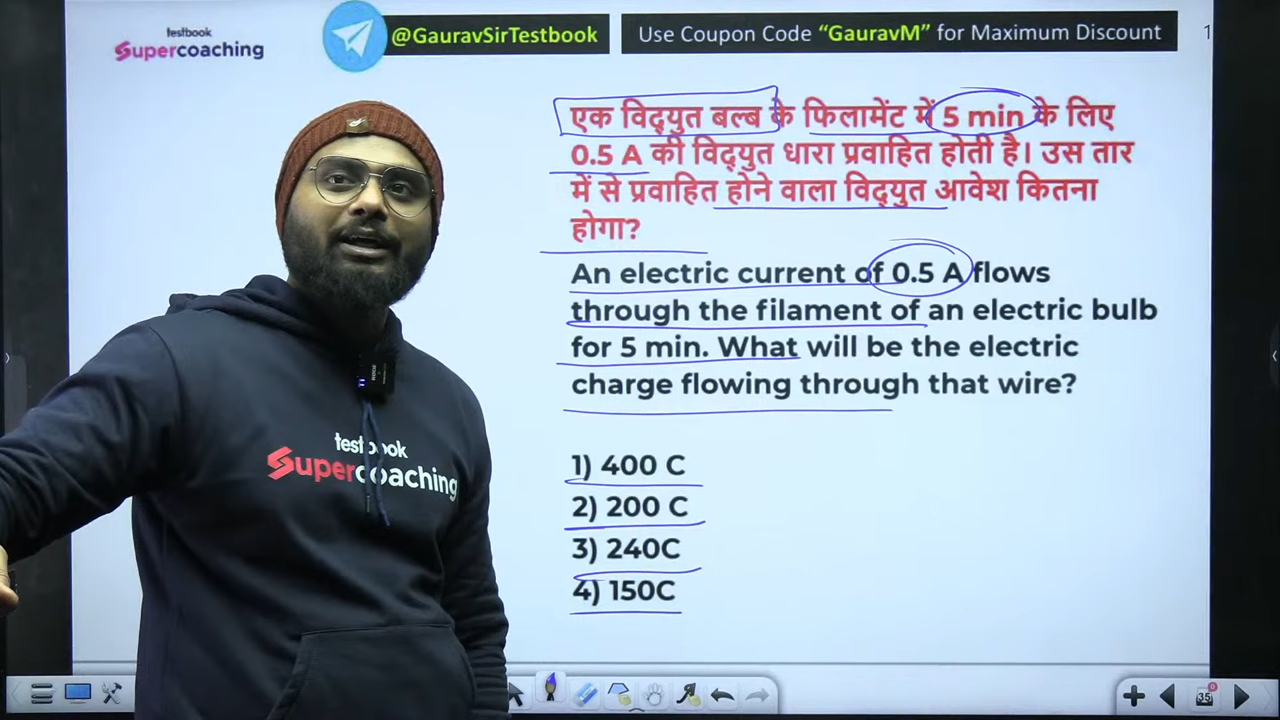 testbook
Supercoaching
@GauravSirTestbook
Use Coupon Code “GauravM” for Maximum Discount
1
एक विद्युत बल्ब के फिलामेंट में 5 min के लिए
0.5 A की विद्युत धारा प्रवाहित होती है। उस तार
में से प्रवाहित होने वाला विद्युत आवेश कितना
होगा?
An electric current of 0.5 A flows
through the filament of an electric bulb
for 5 min. What will be the electric
charge flowing through that wire?
1) 400 C
2) 200 C
3) 240C
4) 150C
testbook
Supercoaching
35